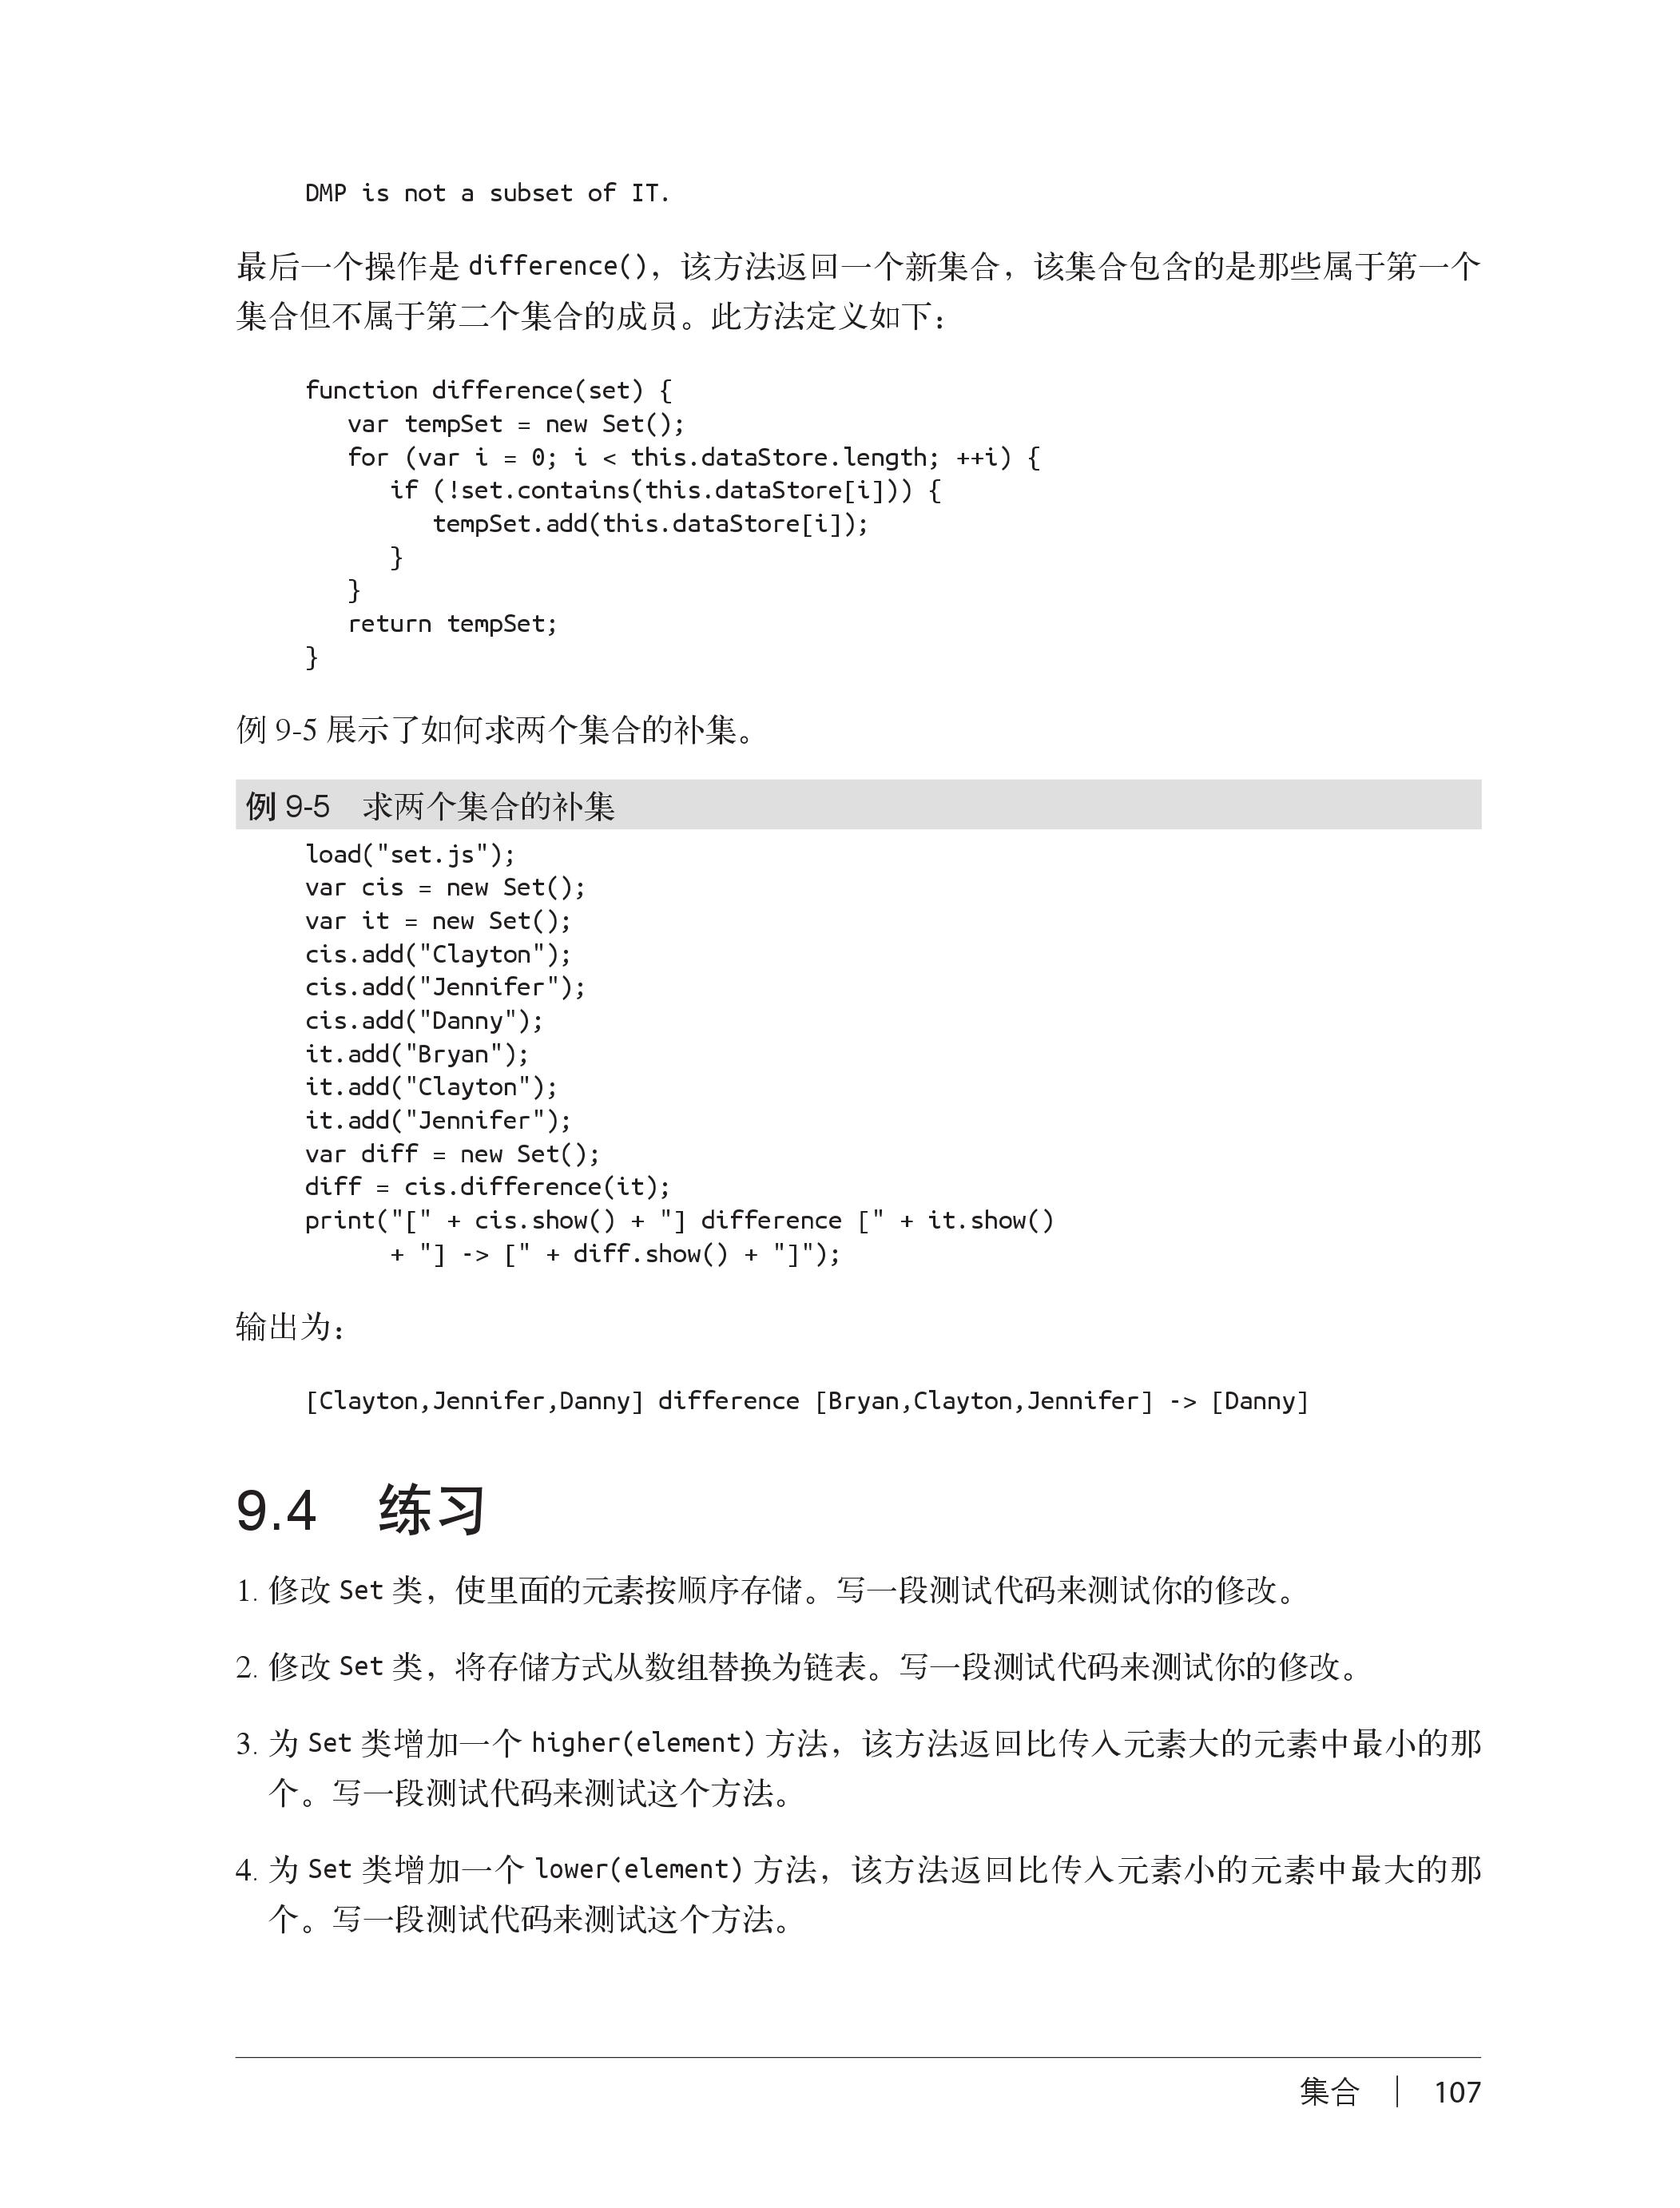 DMP is not a subset of IT.
最后一个操作是 difference()，该方法返回一个新集合，该集合包含的是那些属于第一个
集合但不属于第二个集合的成员。此方法定义如下：
function difference(set) {
   var tempSet = new Set();
   for (var i = 0; i < this.dataStore.length; ++i) {
      if (!set.contains(this.dataStore[i])) {
         tempSet.add(this.dataStore[i]);
      }
   }
   return tempSet;
}
例 9-5 展示了如何求两个集合的补集。
例 9-5　求两个集合的补集
load("set.js");
var cis = new Set();
var it = new Set();
cis.add("Clayton");
cis.add("Jennifer");
cis.add("Danny");
it.add("Bryan");
it.add("Clayton");
it.add("Jennifer");
var diff = new Set();
diff = cis.difference(it);
print("[" + cis.show() + "] difference [" + it.show()
      + "] -> [" + diff.show() + "]");
输出为：
[Clayton,Jennifer,Danny] difference [Bryan,Clayton,Jennifer] -> [Danny]
9.4　练习
1. 修改 Set 类，使里面的元素按顺序存储。写一段测试代码来测试你的修改。
2. 修改 Set 类，将存储方式从数组替换为链表。写一段测试代码来测试你的修改。
3. 为 Set 类增加一个 higher(element) 方法，该方法返回比传入元素大的元素中最小的那
个。写一段测试代码来测试这个方法。
4. 为 Set 类增加一个 lower(element) 方法，该方法返回比传入元素小的元素中最大的那
个。写一段测试代码来测试这个方法。
集合 | 107